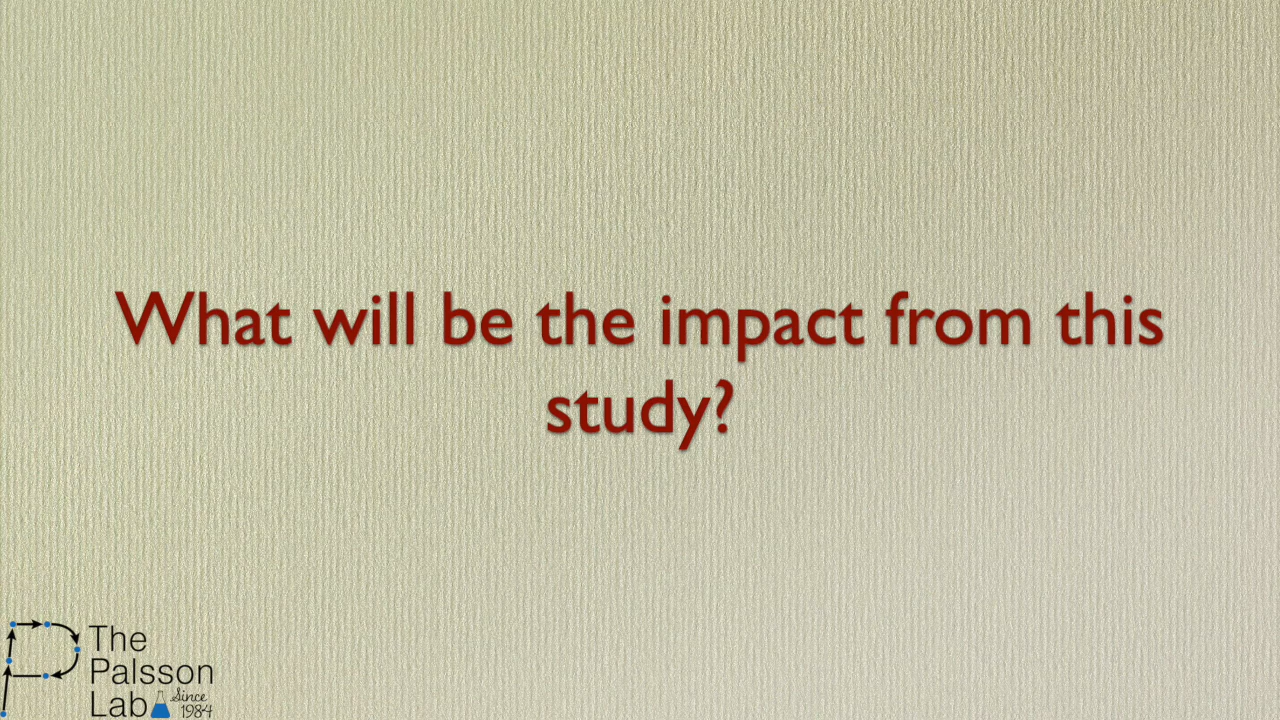 What will be the impact from this
study?
The
Palsson
Lab
Since
1984